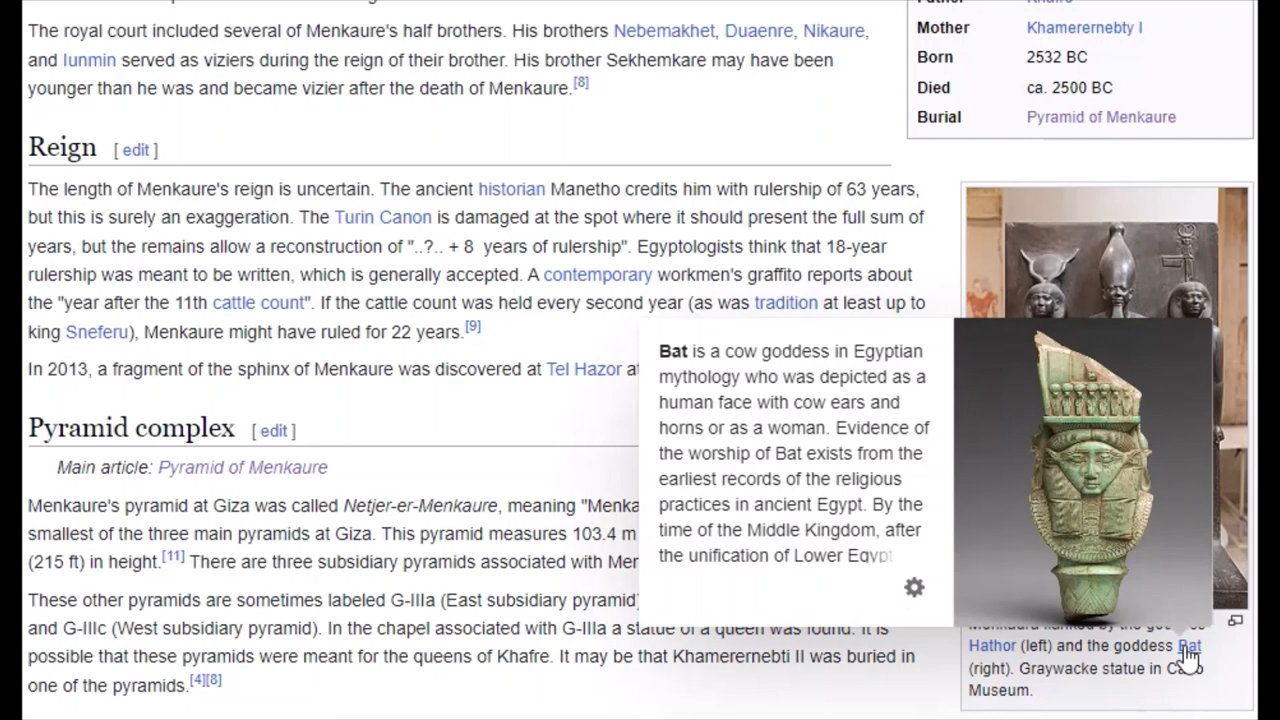 The royal court included several of Menkaure's half brothers. His brothers Nebemakhet, Duaenre, Nikaure,
and Iunmin served as viziers during the reign of their brother. His brother Sekhemkare may have been
younger than he was and became vizier after the death of Menkaure.[8]
Mother Khamerernebty I
Born 2532 BC
Died ca. 2500 BC
Burial Pyramid of Menkaure
Reign [ edit ]
The length of Menkaure's reign is uncertain. The ancient historian Manetho credits him with rulership of 63 years,
but this is surely an exaggeration. The Turin Canon is damaged at the spot where it should present the full sum of
years, but the remains allow a reconstruction of "..?.. + 8 years of rulership". Egyptologists think that 18-year
rulership was meant to be written, which is generally accepted. A contemporary workmen's graffito reports about
the "year after the 11th cattle count". If the cattle count was held every second year (as was tradition at least up to
king Sneferu), Menkaure might have ruled for 22 years.[9]
In 2013, a fragment of the sphinx of Menkaure was discovered at Tel Hazor at
Pyramid complex [ edit ]
Main article: Pyramid of Menkaure
Menkaure's pyramid at Giza was called Netjer-er-Menkaure, meaning "Menka
smallest of the three main pyramids at Giza. This pyramid measures 103.4 m
(215 ft) in height.[11] There are three subsidiary pyramids associated with Mer
These other pyramids are sometimes labeled G-IIIa (East subsidiary pyramid)
and G-IIIc (West subsidiary pyramid). In the chapel associated with G-IIIa a statue of a queen was found. It is
possible that these pyramids were meant for the queens of Khafre. It may be that Khamerernebti II was buried in
one of the pyramids.[4][8]
Bat is a cow goddess in Egyptian
mythology who was depicted as a
human face with cow ears and
horns or as a woman. Evidence of
the worship of Bat exists from the
earliest records of the religious
practices in ancient Egypt. By the
time of the Middle Kingdom, after
the unification of Lower Egypt
Menkaura flanked by the
Hathor (left) and the goddess Bat
(right). Graywacke statue in
Museum.